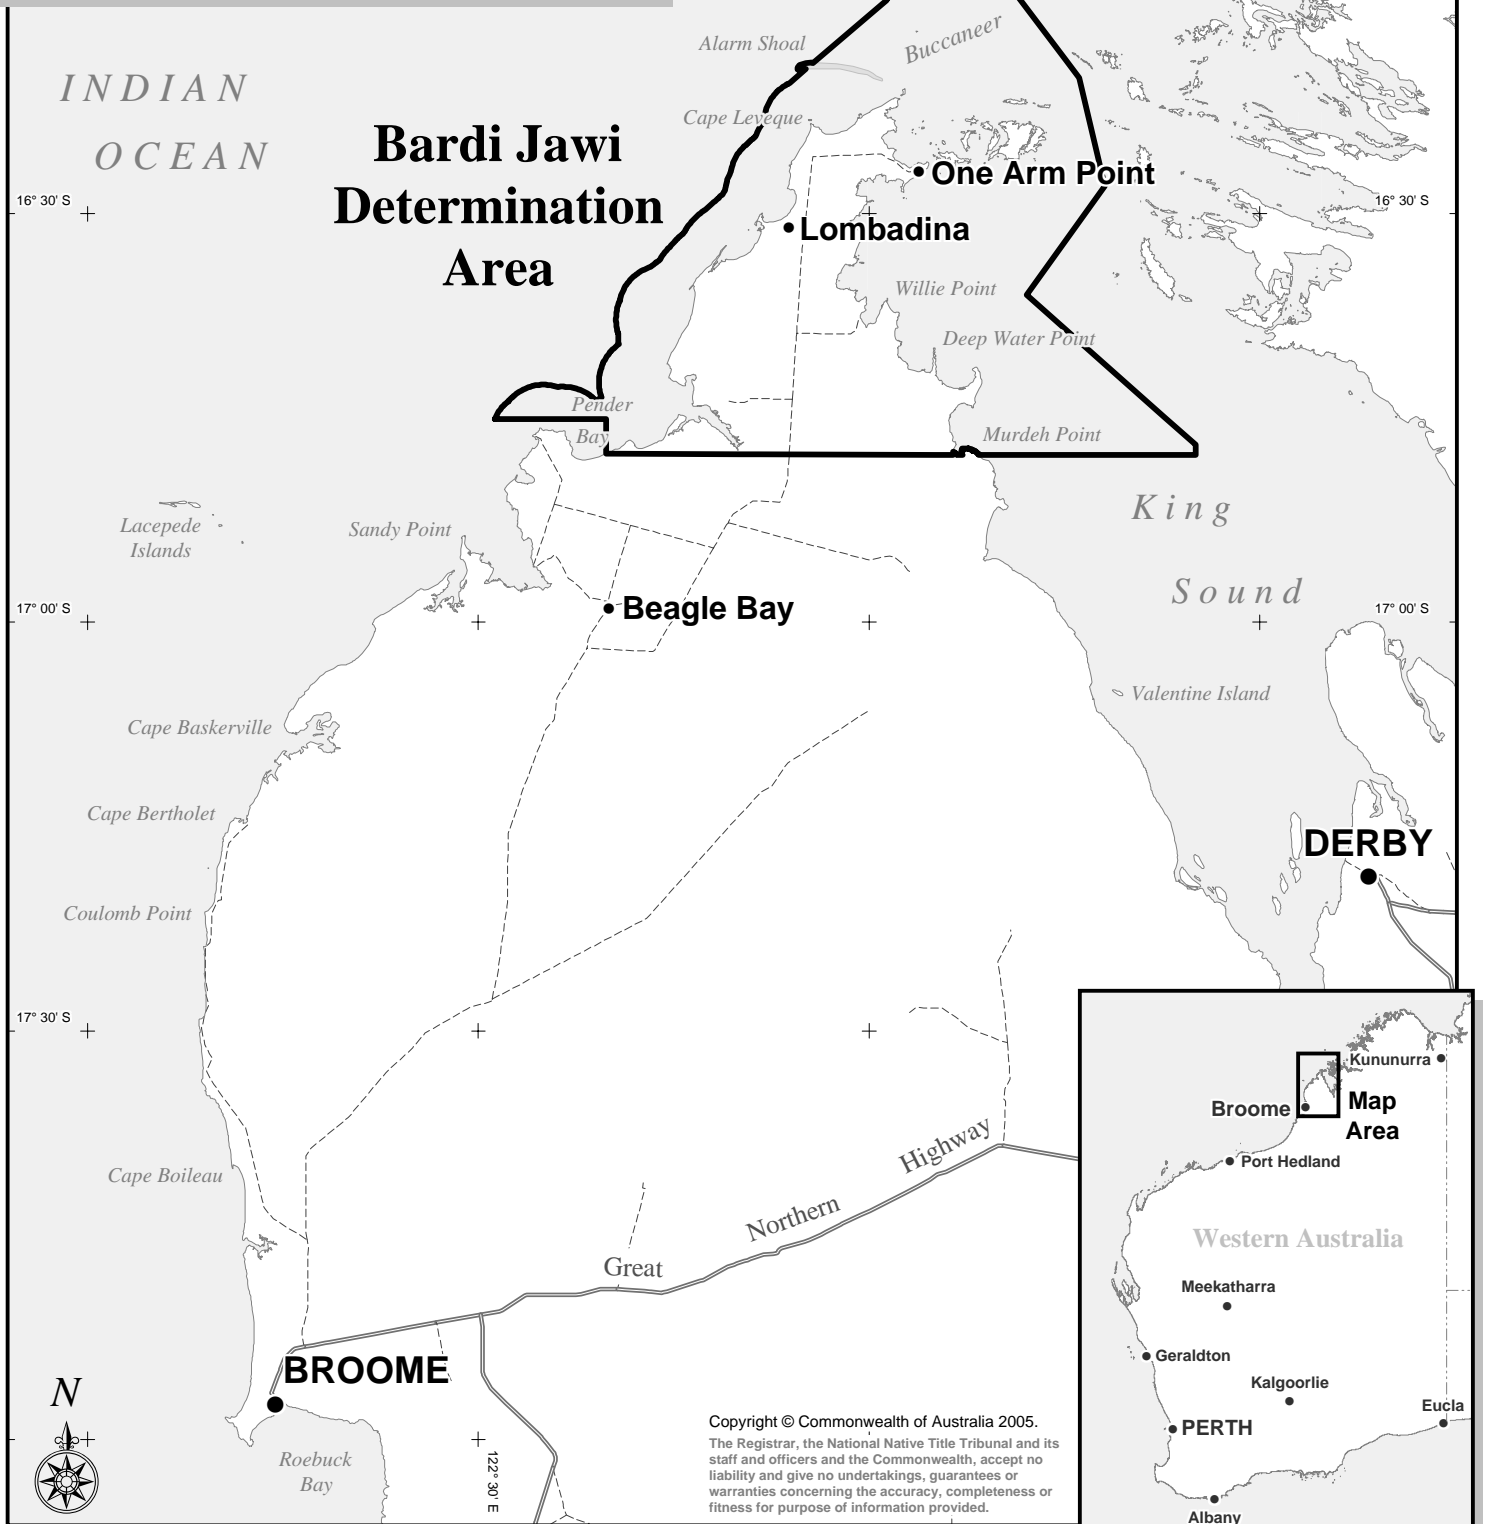 Alarm Shoal
Buccaneer
INDIAN
OCEAN
Cape Leveque
Bardi Jawi
Determination
Area
One Arm Point
16° 30' S
16° 30' S
Lombadina
Willie Point
Deep Water Point
Pender
Bay
Murdeh Point
King
Sound
Lacepede
Islands
Sandy Point
17° 00' S
17° 00' S
Beagle Bay
Valentine Island
Cape Baskerville
Cape Bertholet
DERBY
Coulomb Point
17° 30' S
Cape Boileau
Great
Northern
Highway
BROOME
N
Roebuck
Bay
122° 30' E
Copyright © Commonwealth of Australia 2005.
The Registrar, the National Native Title Tribunal and its
staff and officers and the Commonwealth, accept no
liability and give no undertakings, guarantees or
warranties concerning the accuracy, completeness or
fitness for purpose of information provided.
Kununurra
Broome
Map
Area
Port Hedland
Western Australia
Meekatharra
Geraldton
Kalgoorlie
Eucla
PERTH
Albany